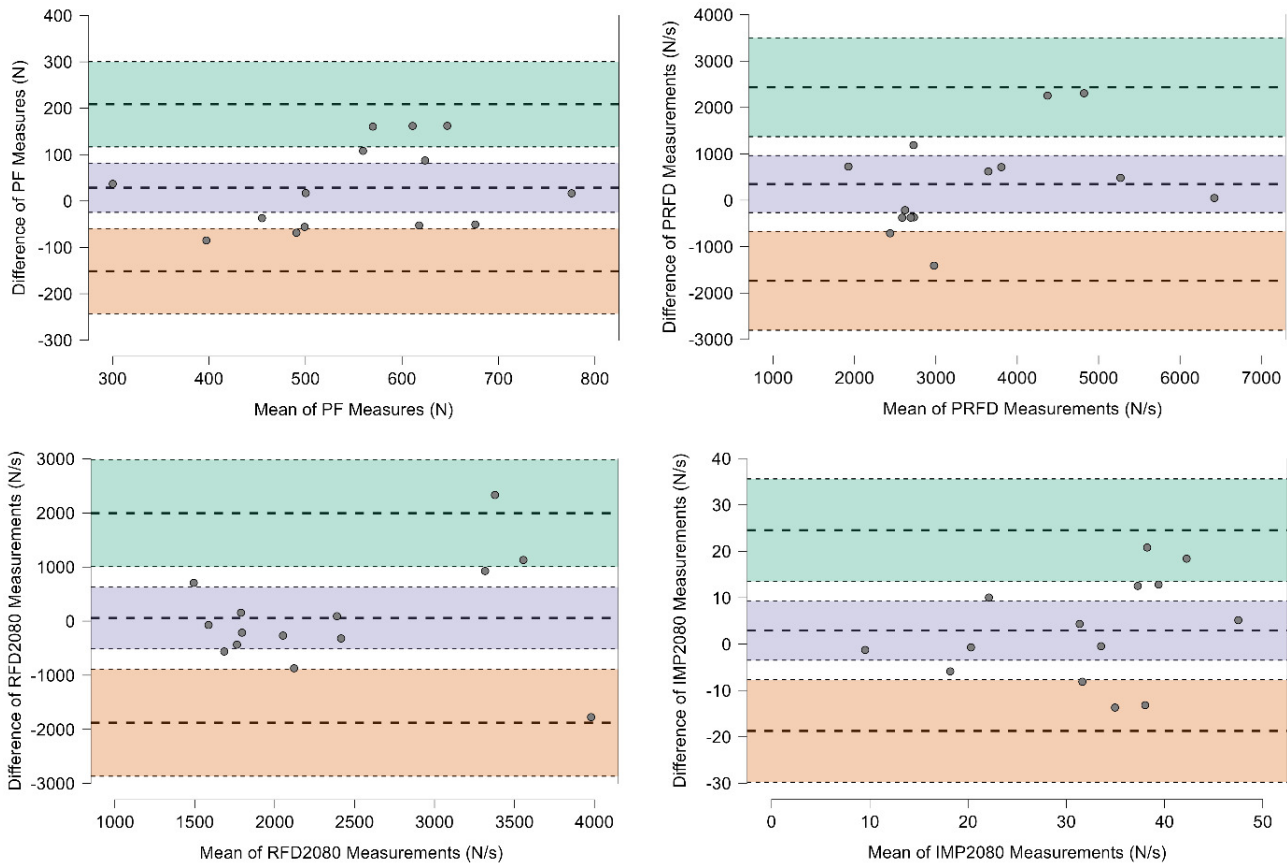 Difference of PF Measures (N)
400
300
200
100
0
-100
-200
-300
300 400 500 600 700 800
Mean of PF Measures (N)
Difference of PRFD Measurements (N/s)
4000
3000
2000
1000
0
-1000
-2000
-3000
1000 2000 3000 4000 5000 6000 7000
Mean of PRFD Measurements (N/s)
Difference of RFD2080 Measurements (N/s)
3000
2000
1000
0
-1000
-2000
-3000
1000 1500 2000 2500 3000 3500 4000
Mean of RFD2080 Measurements (N/s)
Difference of IMP2080 Measurements (N/s)
40
30
20
10
0
-10
-20
-30
0 10 20 30 40 50
Mean of IMP2080 Measurements (N/s)